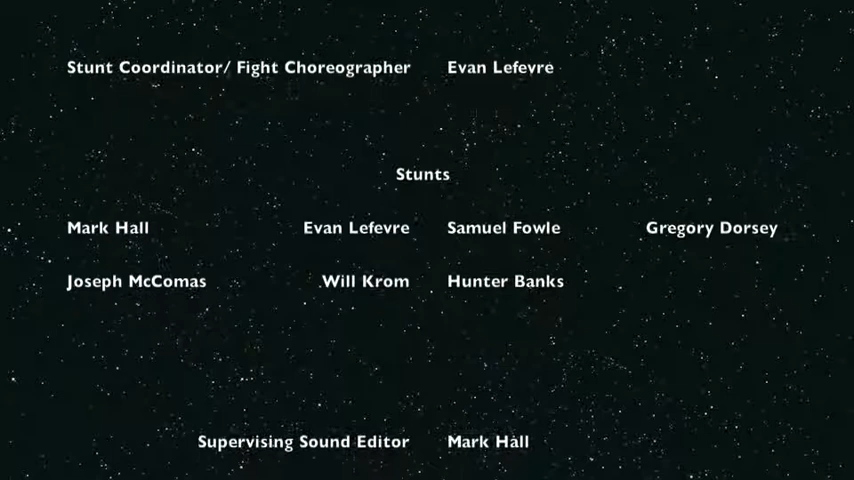 Stunt Coordinator/ Fight Choreographer Evan Lefevre
Stunts
Mark Hall Evan Lefevre Samuel Fowle Gregory Dorsey
Joseph McComas Will Krom Hunter Banks
Supervising Sound Editor Mark Hall